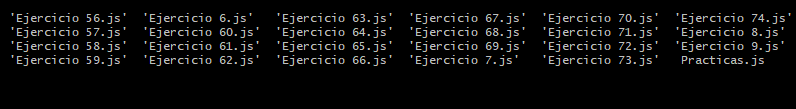 'Ejercicio 56.js' 'Ejercicio 6.js' 'Ejercicio 63.js' 'Ejercicio 67.js' 'Ejercicio 70.js' 'Ejercicio 74.js'
'Ejercicio 57.js' 'Ejercicio 60.js' 'Ejercicio 64.js' 'Ejercicio 68.js' 'Ejercicio 71.js' 'Ejercicio 8.js'
'Ejercicio 58.js' 'Ejercicio 61.js' 'Ejercicio 65.js' 'Ejercicio 69.js' 'Ejercicio 72.js' 'Ejercicio 9.js'
'Ejercicio 59.js' 'Ejercicio 62.js' 'Ejercicio 66.js' 'Ejercicio 7.js' 'Ejercicio 73.js' Practicas.js